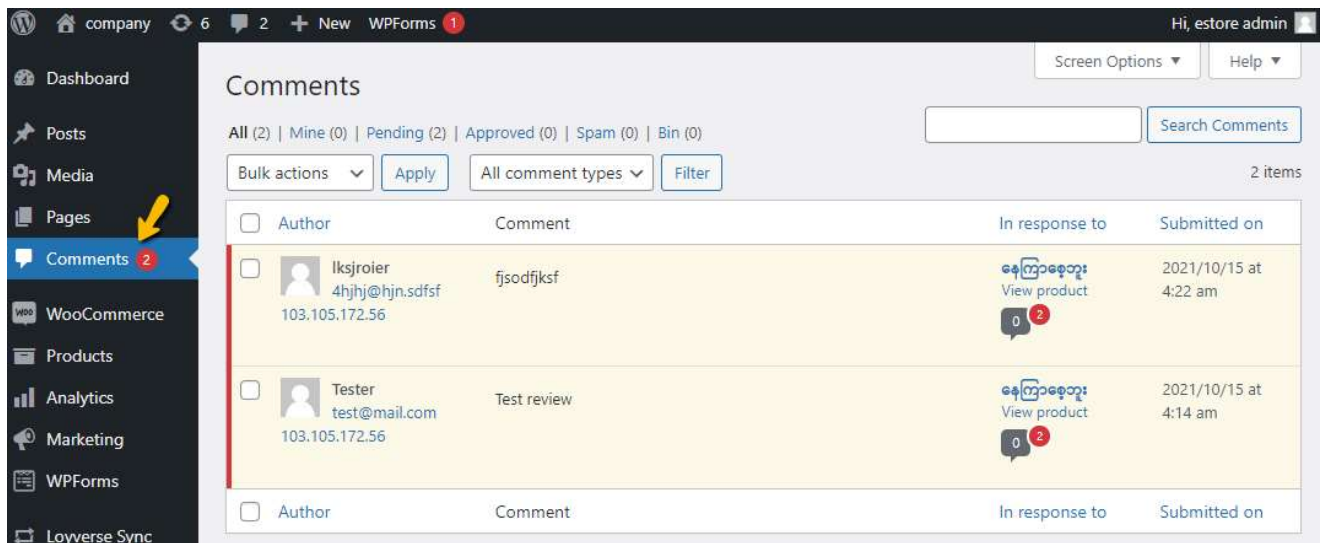 company 6 2 New WPForms 1 Hi, estore admin
Dashboard
Posts
Media
Pages
Comments 2
WooCommerce
Products
Analytics
Marketing
WPForms
Loyverse Sync
Screen Options ▼ Help ▼
Comments
All (2) | Mine (0) | Pending (2) | Approved (0) | Spam (0) | Bin (0)
Search Comments
Bulk actions Apply All comment types Filter 2 items
Author Comment In response to Submitted on
lksjroier
4hjhj@hjn.sdfsf
103.105.172.56
fjsodfjksf
နေကြာစေ့ဘူး
View product
0 2
2021/10/15 at
4:22 am
Tester
test@mail.com
103.105.172.56
Test review
နေကြာစေ့ဘူး
View product
0 2
2021/10/15 at
4:14 am
Author Comment In response to Submitted on